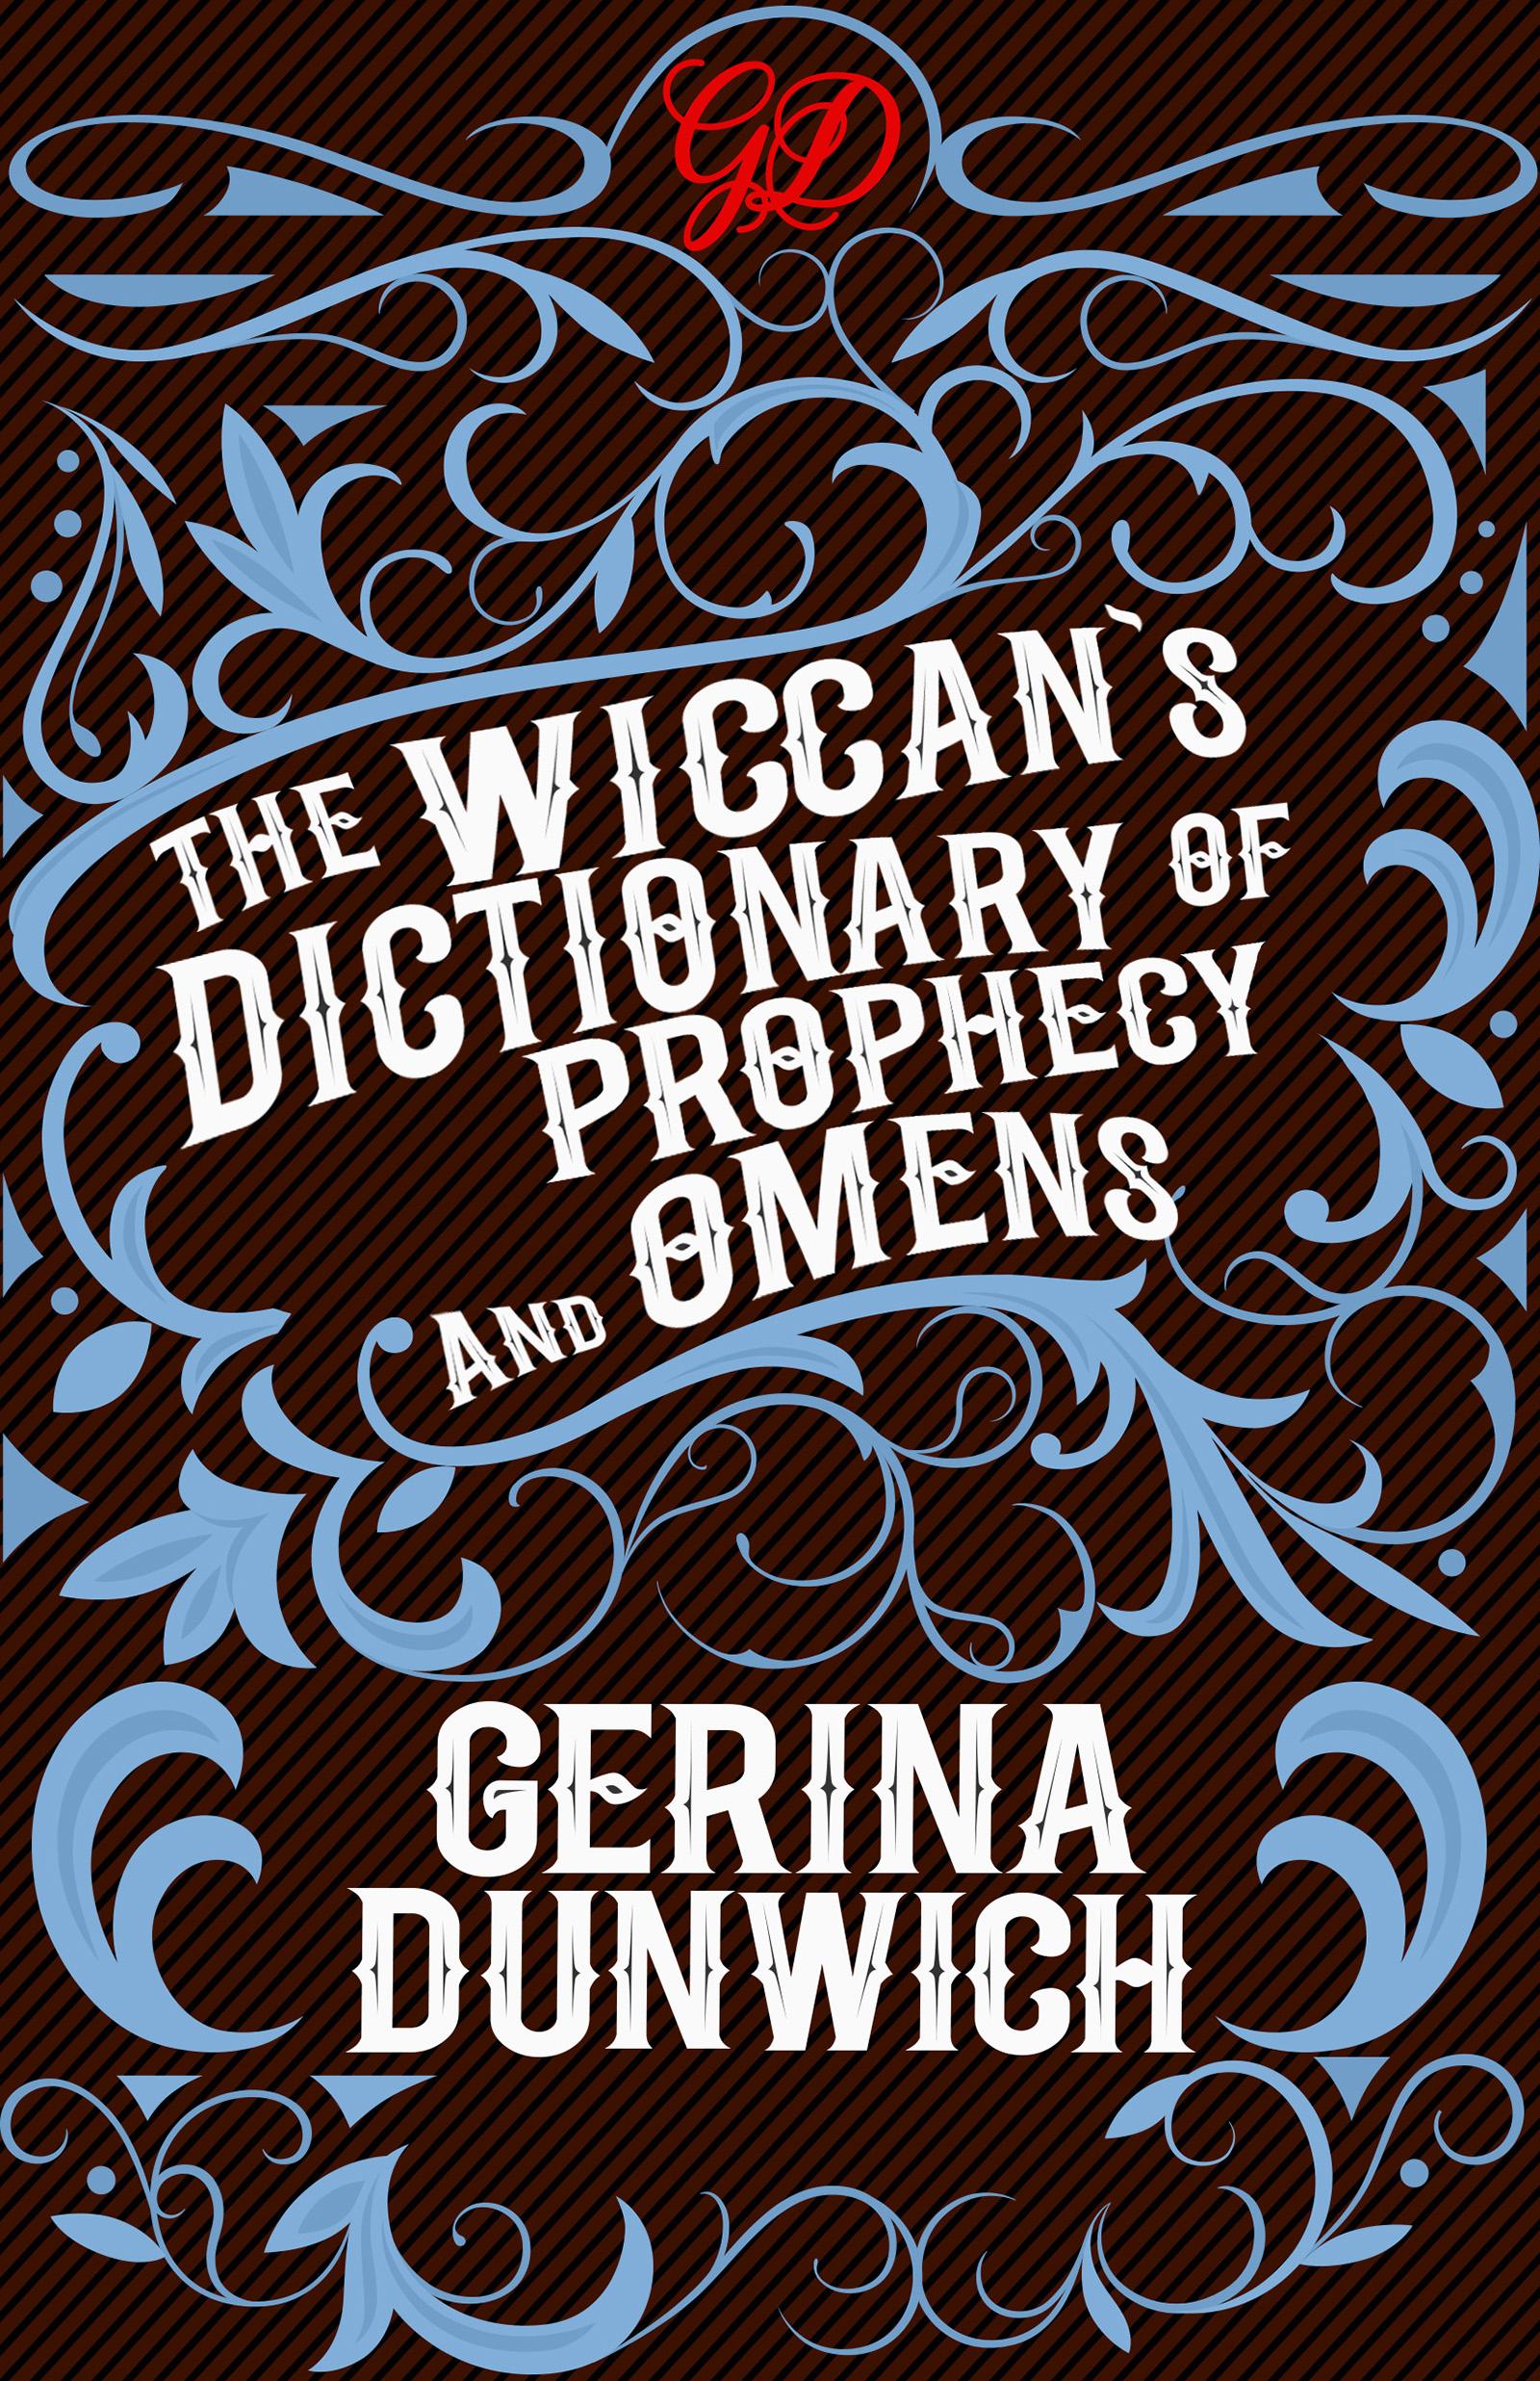 GD
THE WICCAN`S
DICTIONARY OF
PROPHECY
AND OMENS
GERINA
DUNWICH